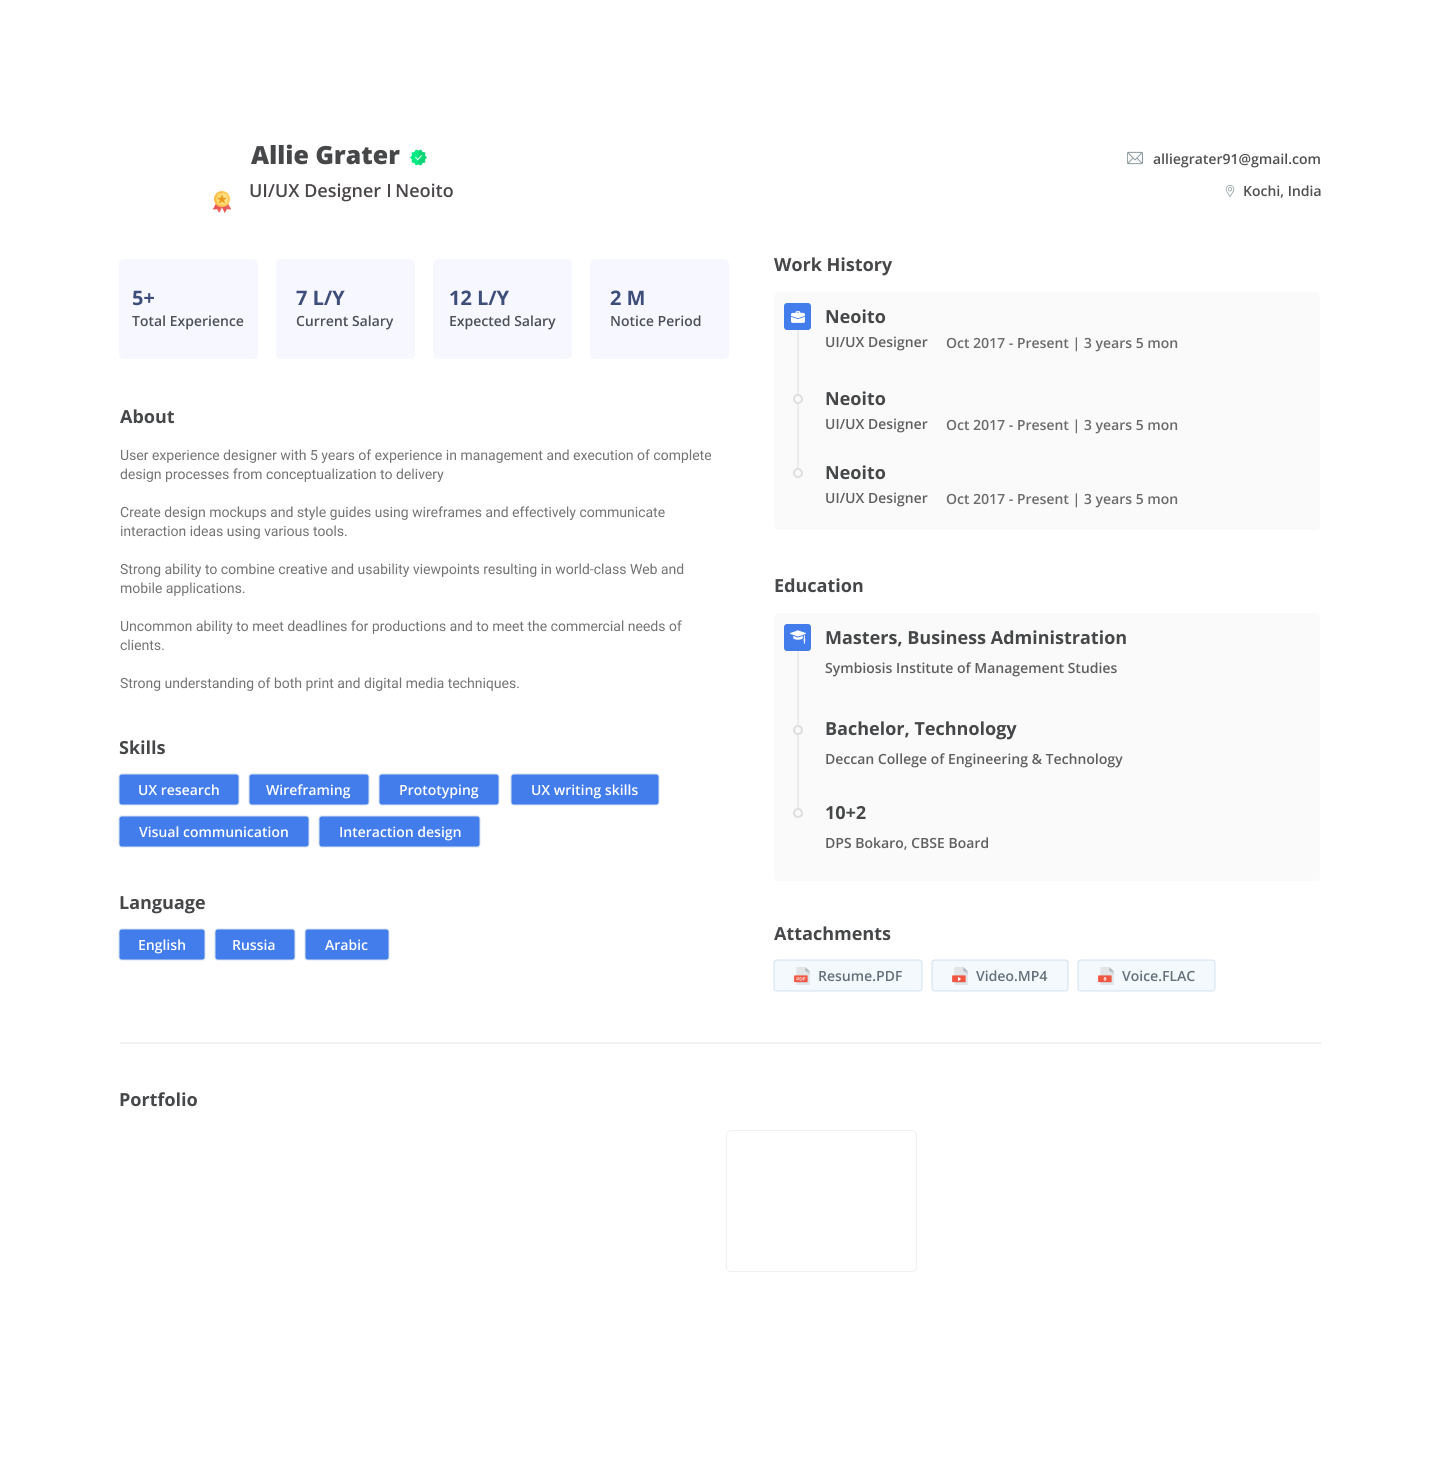 Allie Grater
UI/UX Designer I Neoito
alliegrater91@gmail.com
Kochi, India
5+
Total Experience
7 L/Y
Current Salary
12 L/Y
Expected Salary
2 M
Notice Period
About
User experience designer with 5 years of experience in management and execution of complete
design processes from conceptualization to delivery
Create design mockups and style guides using wireframes and effectively communicate
interaction ideas using various tools.
Strong ability to combine creative and usability viewpoints resulting in world-class Web and
mobile applications.
Uncommon ability to meet deadlines for productions and to meet the commercial needs of
clients.
Strong understanding of both print and digital media techniques.
Skills
UX research
Wireframing
Prototyping
UX writing skills
Visual communication
Interaction design
Language
English
Russia
Arabic
Work History
Neoito
UI/UX Designer Oct 2017 - Present | 3 years 5 mon
Neoito
UI/UX Designer Oct 2017 - Present | 3 years 5 mon
Neoito
UI/UX Designer Oct 2017 - Present | 3 years 5 mon
Education
Masters, Business Administration
Symbiosis Institute of Management Studies
Bachelor, Technology
Deccan College of Engineering & Technology
10+2
DPS Bokaro, CBSE Board
Attachments
PDF
Resume.PDF
Video.MP4
Voice.FLAC
Portfolio